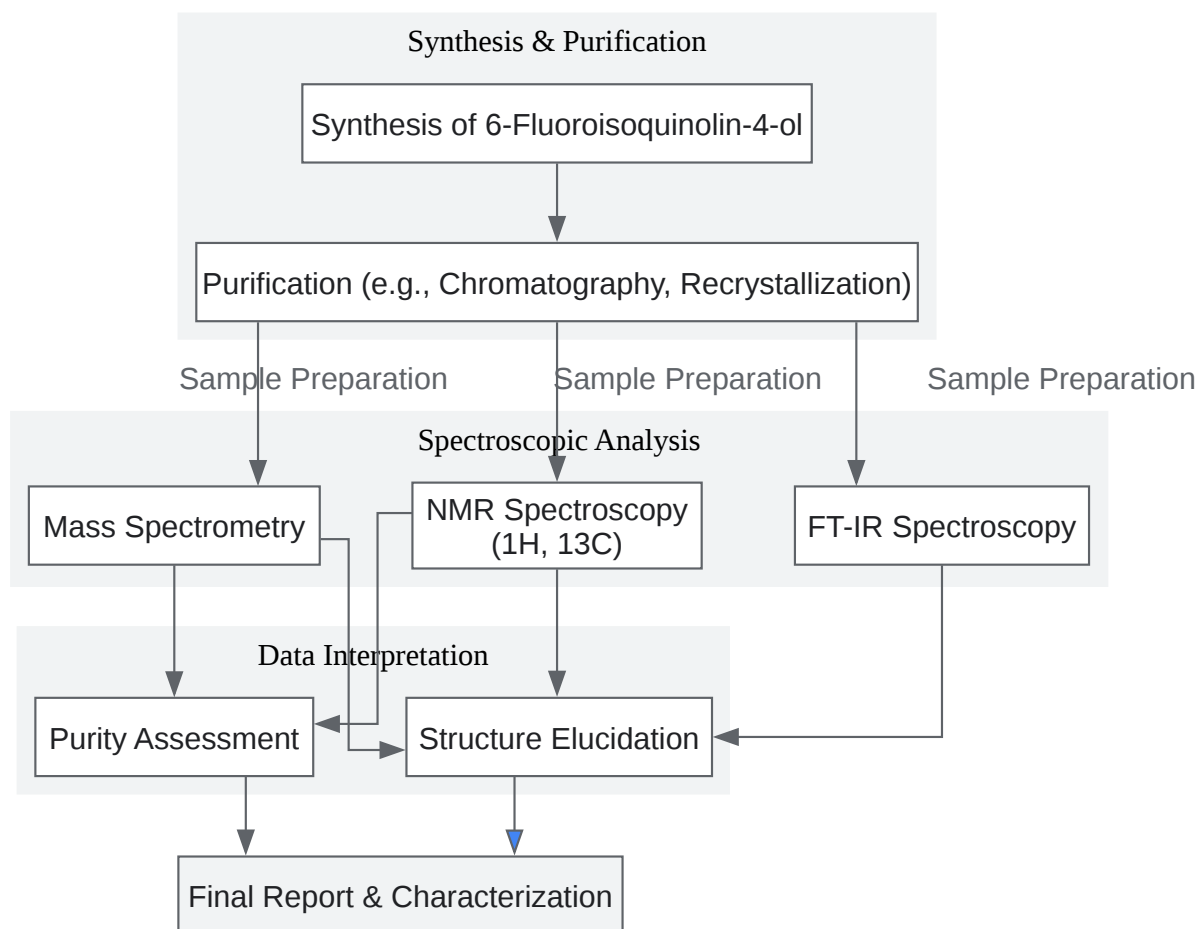 Synthesis & Purification
Synthesis of 6-Fluoroisoquinolin-4-ol
Purification (e.g., Chromatography, Recrystallization)
Sample Preparation
Sample Preparation
Sample Preparation
Spectroscopic Analysis
Mass Spectrometry
NMR Spectroscopy
(1H, 13C)
FT-IR Spectroscopy
Data Interpretation
Purity Assessment
Structure Elucidation
Final Report & Characterization